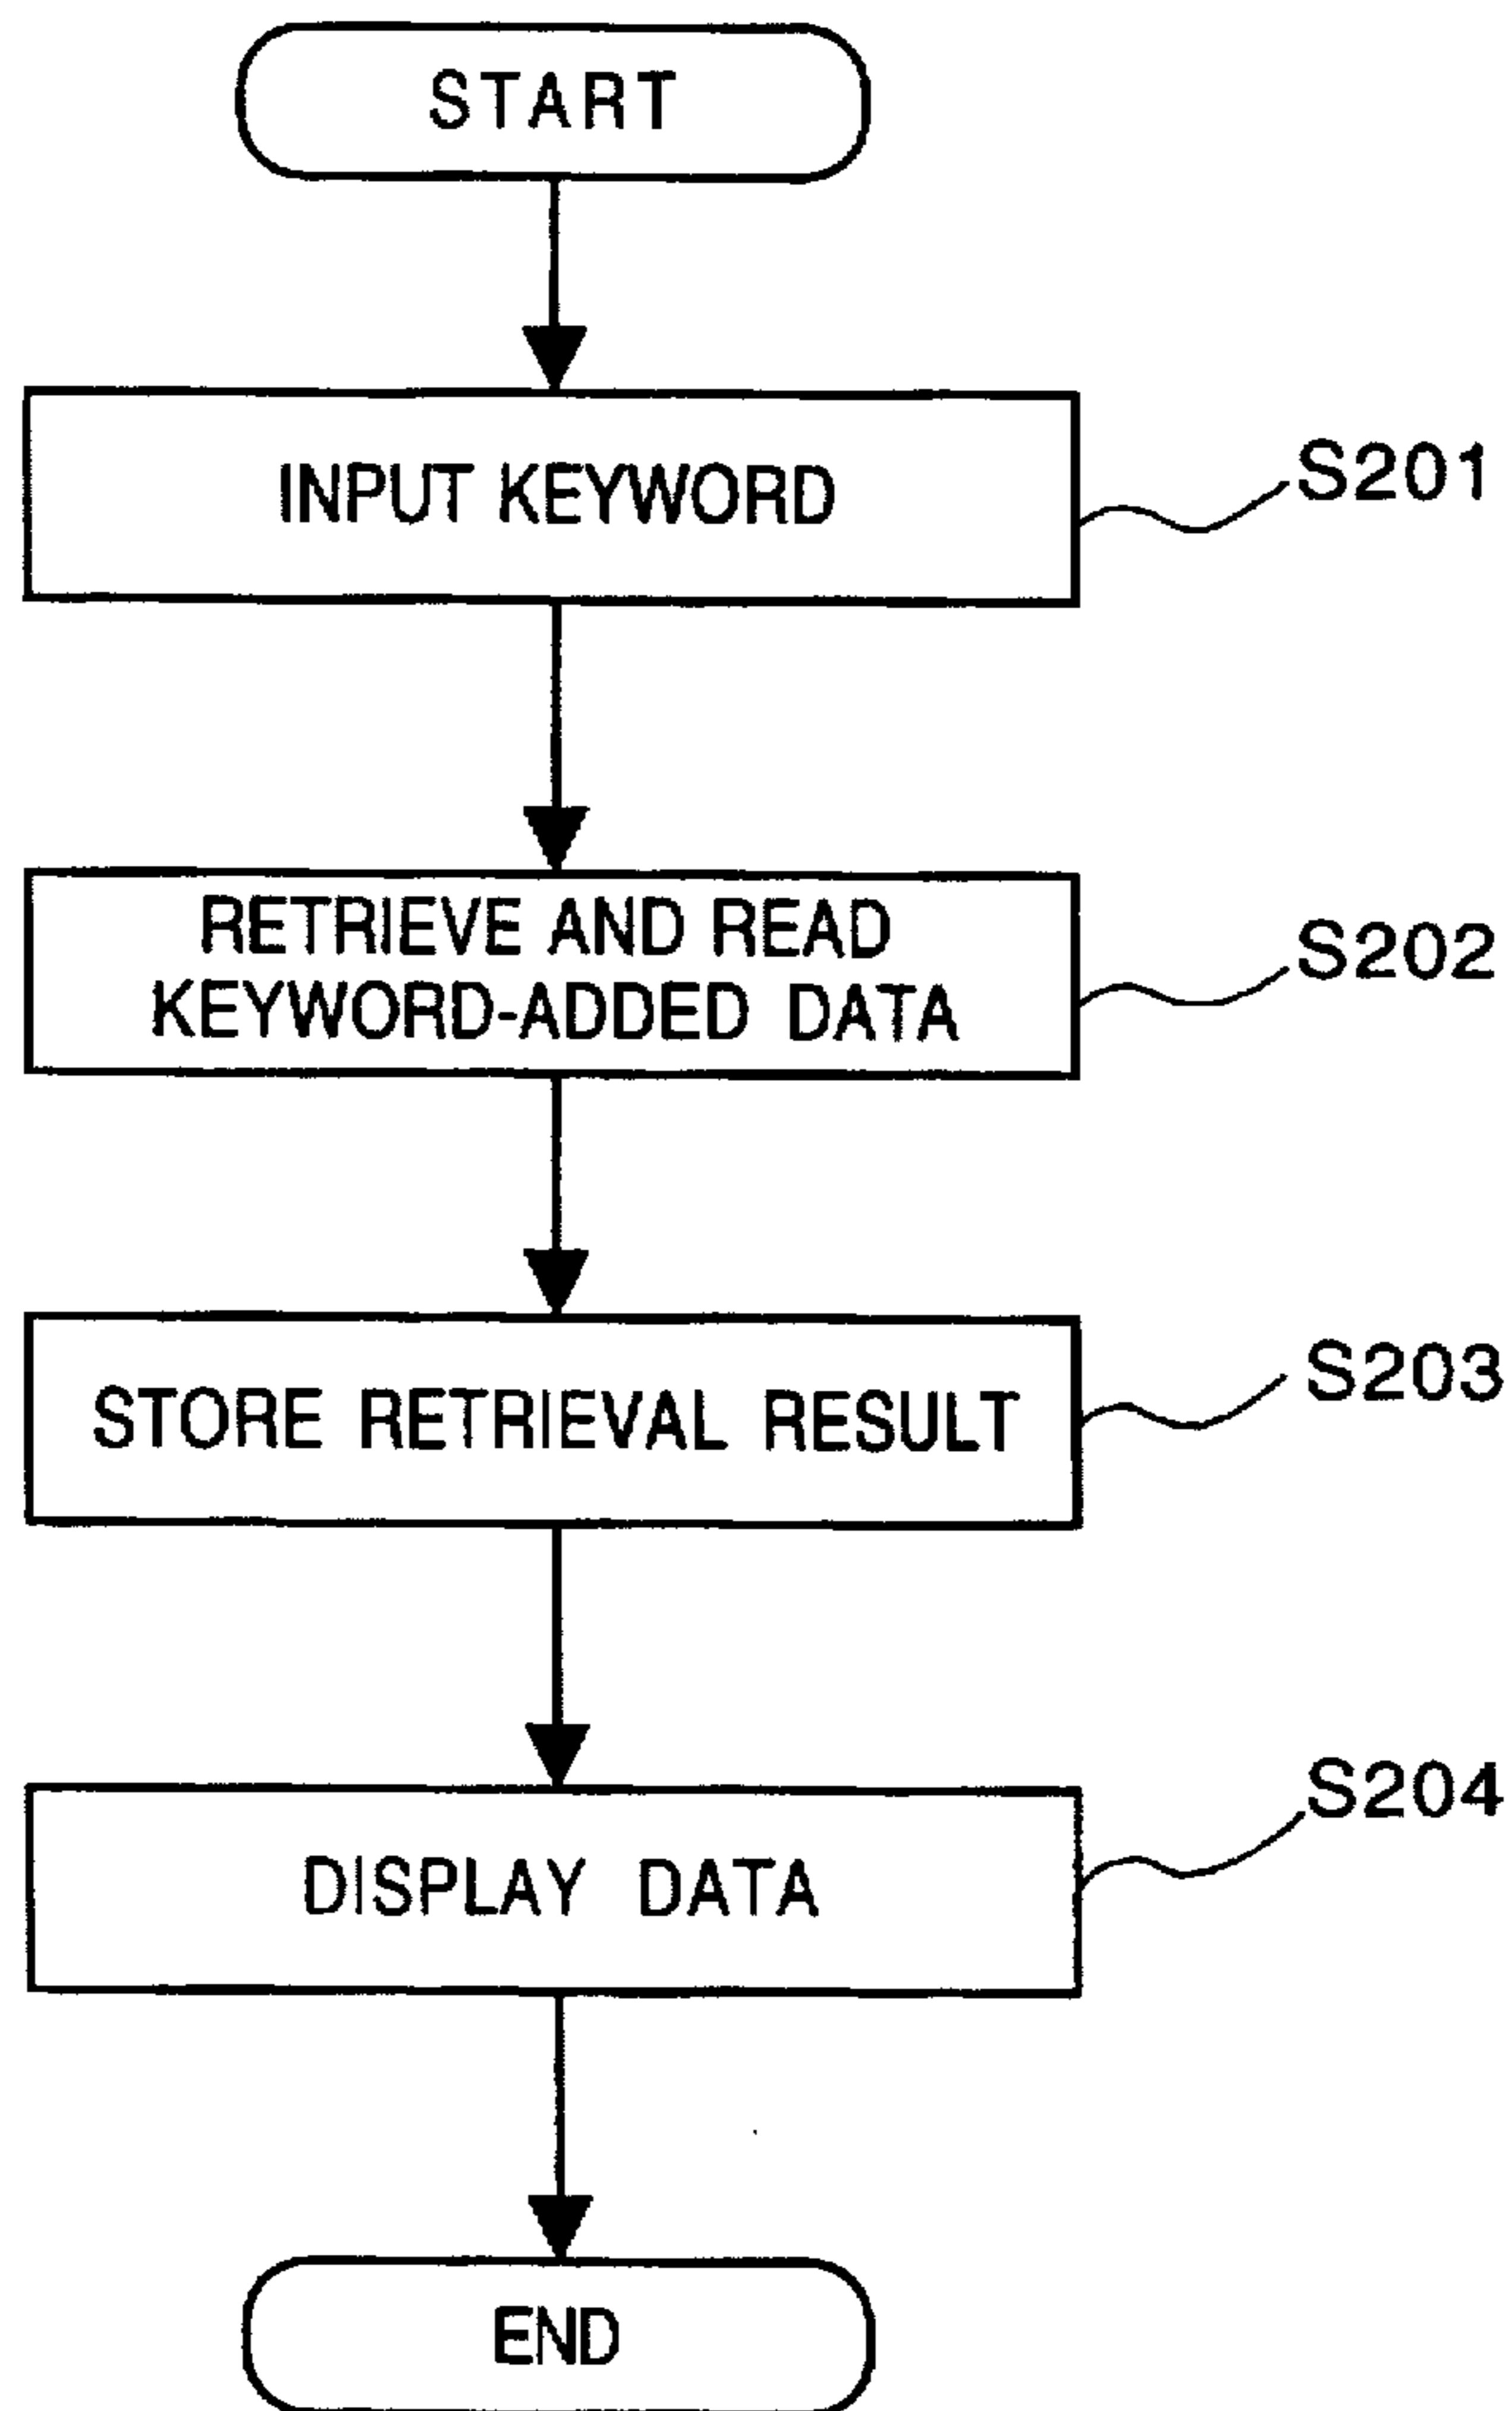 START
INPUT KEYWORD
S201
RETRIEVE AND READ
KEYWORD-ADDED DATA
S202
STORE RETRIEVAL RESULT
S203
DISPLAY DATA
S204
END